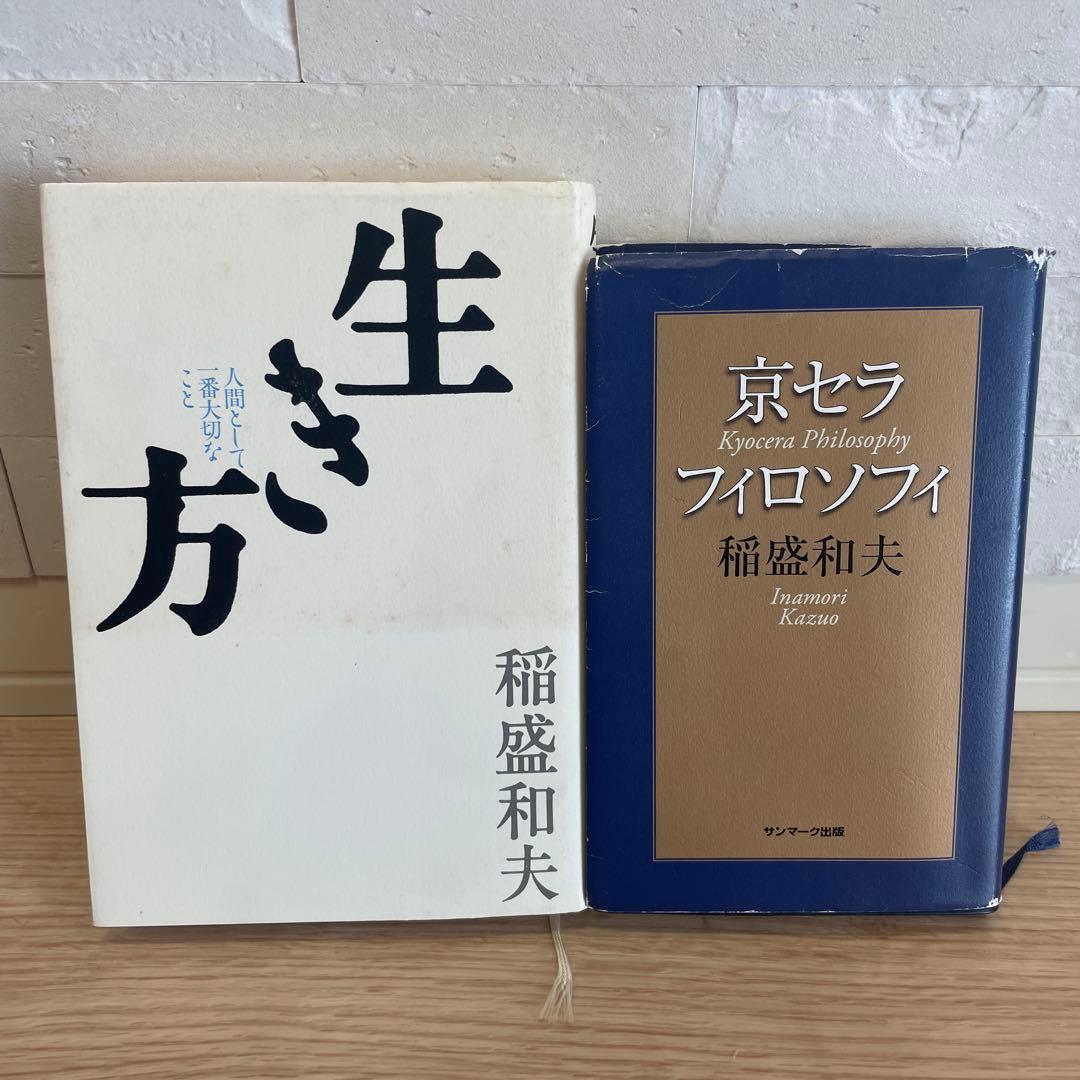 生き方
人間として
一番大切な
こと
稲盛和夫
京セラ
Kyocera Philosophy
フィロソフィ
稲盛和夫
Inamori
Kazuo
サンマーク出版